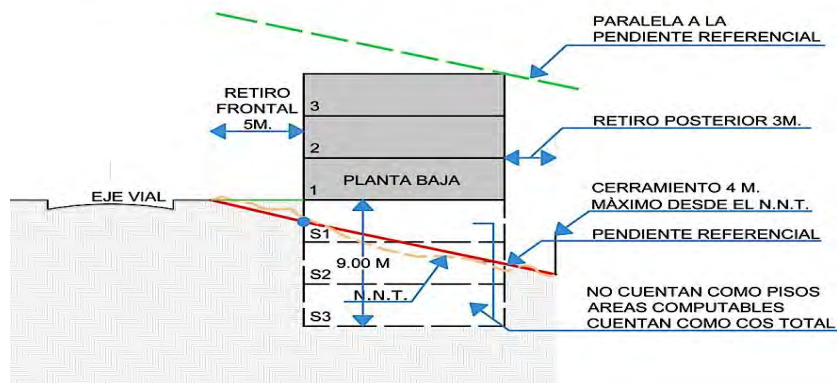 PARALELA A LA
PENDIENTE REFERENCIAL
RETIRO
FRONTAL
5M.
3
2
1
PLANTA BAJA
RETIRO POSTERIOR 3M.
EJE VIAL
CERRAMIENTO 4 M.
MÀXIMO DESDE EL N.N.T.
PENDIENTE REFERENCIAL
S1
9.00 M
S2
N.N.T.
S3
NO CUENTAN COMO PISOS
AREAS COMPUTABLES
CUENTAN COMO COS TOTAL